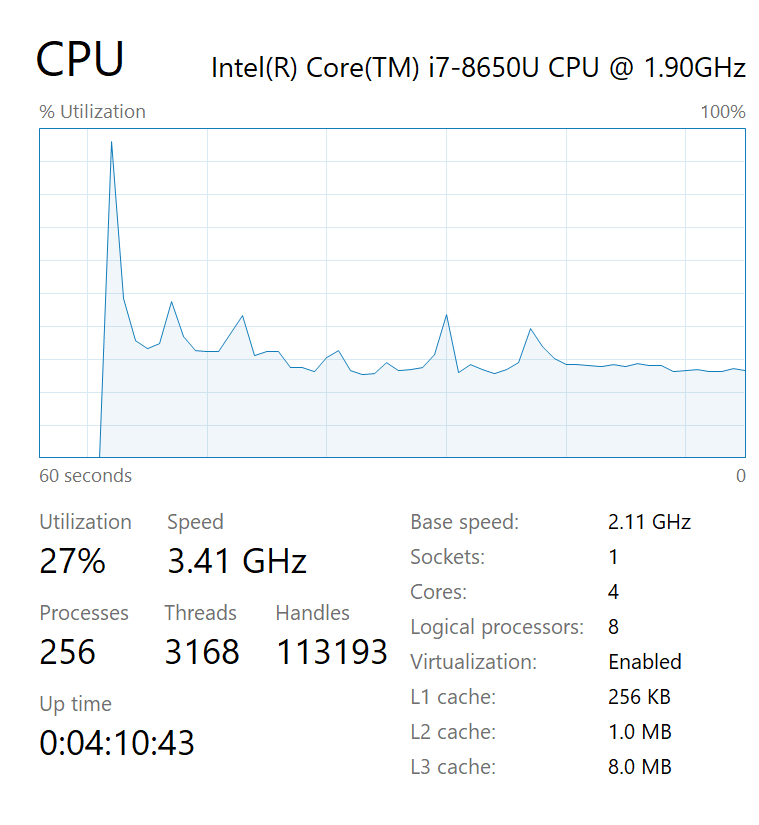 CPU
Intel(R) Core(TM) i7-8650U CPU @ 1.90GHz
% Utilization
100%
60 seconds
0
Utilization
Speed
27%
3.41 GHz
Processes
Threads
Handles
256
3168
113193
Up time
0:04:10:43
Base speed:
2.11 GHz
Sockets:
1
Cores:
4
Logical processors:
8
Virtualization:
Enabled
L1 cache:
256 KB
L2 cache:
1.0 MB
L3 cache:
8.0 MB